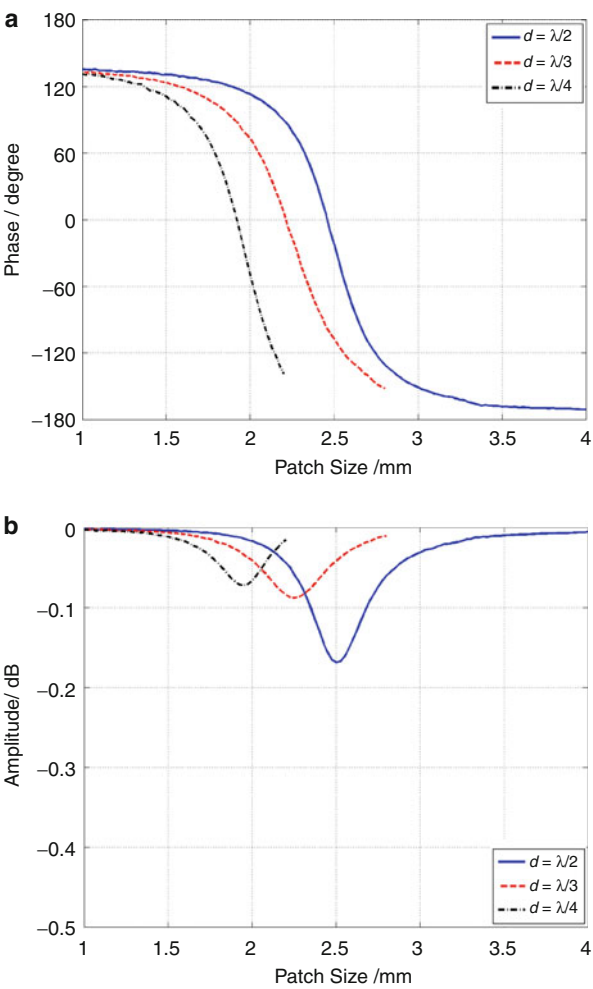 a
180
120
60
0
−60
−120
−180
Phase / degree
d = λ/2
d = λ/3
d = λ/4
1
1.5
2
2.5
3
3.5
4
Patch Size /mm
b
0
−0.1
−0.2
−0.3
−0.4
−0.5
Amplitude/ dB
d = λ/2
d = λ/3
d = λ/4
1
1.5
2
2.5
3
3.5
4
Patch Size /mm